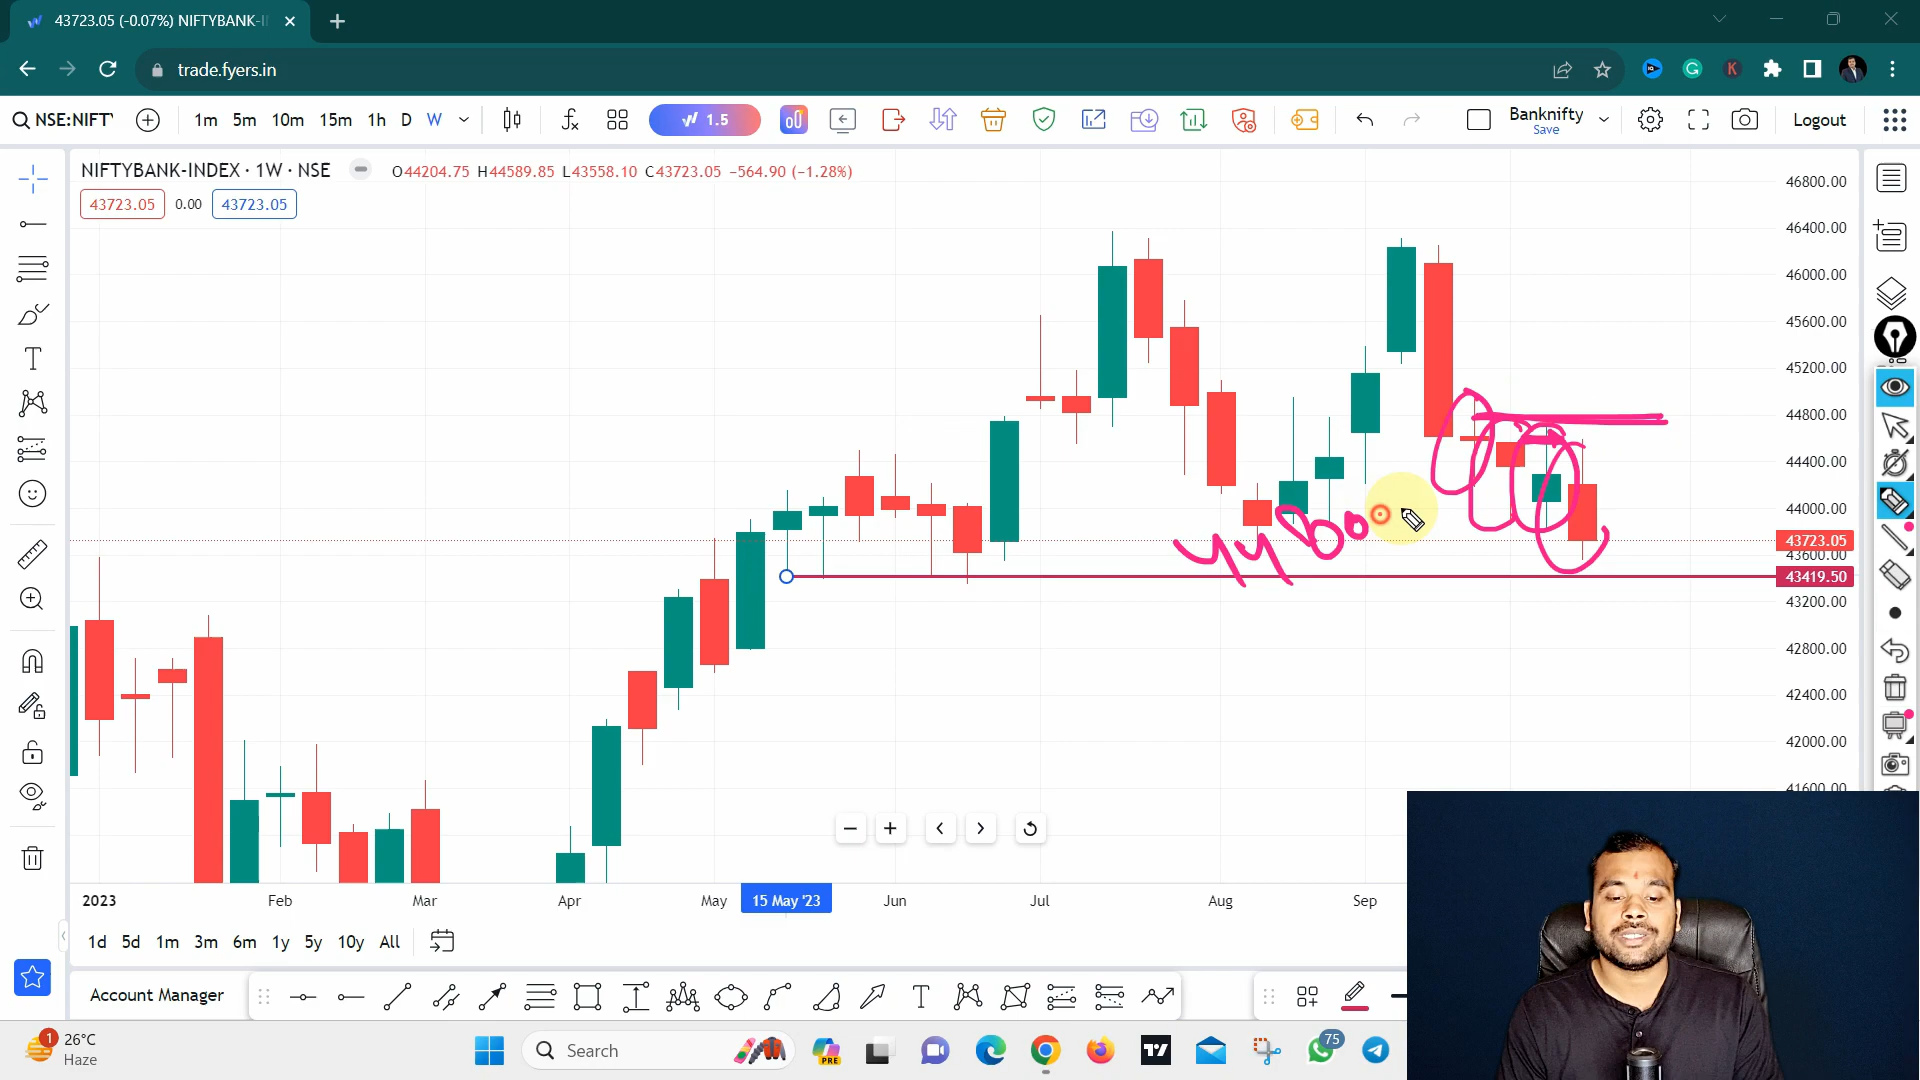 43723.05 (-0.07%) NIFTYBANK-I
trade.fyers.in
NSE:NIFT
1m 5m 10m 15m 1h D W
1.5
Banknifty
Save
Logout
NIFTYBANK-INDEX · 1W · NSE
O44204.75 H44589.85 L43558.10 C43723.05 −564.90 (−1.28%)
43723.05 0.00 43723.05
46800.00
46400.00
46000.00
45600.00
45200.00
44800.00
44400.00
44000.00
43723.05
43600.00
43419.50
43200.00
42800.00
42400.00
42000.00
41600.00
44800
2023 Feb Mar Apr May 15 May '23 Jun Jul Aug Sep
1d 5d 1m 3m 6m 1y 5y 10y All
Account Manager
1
26°C
Haze
Search
PRE
75